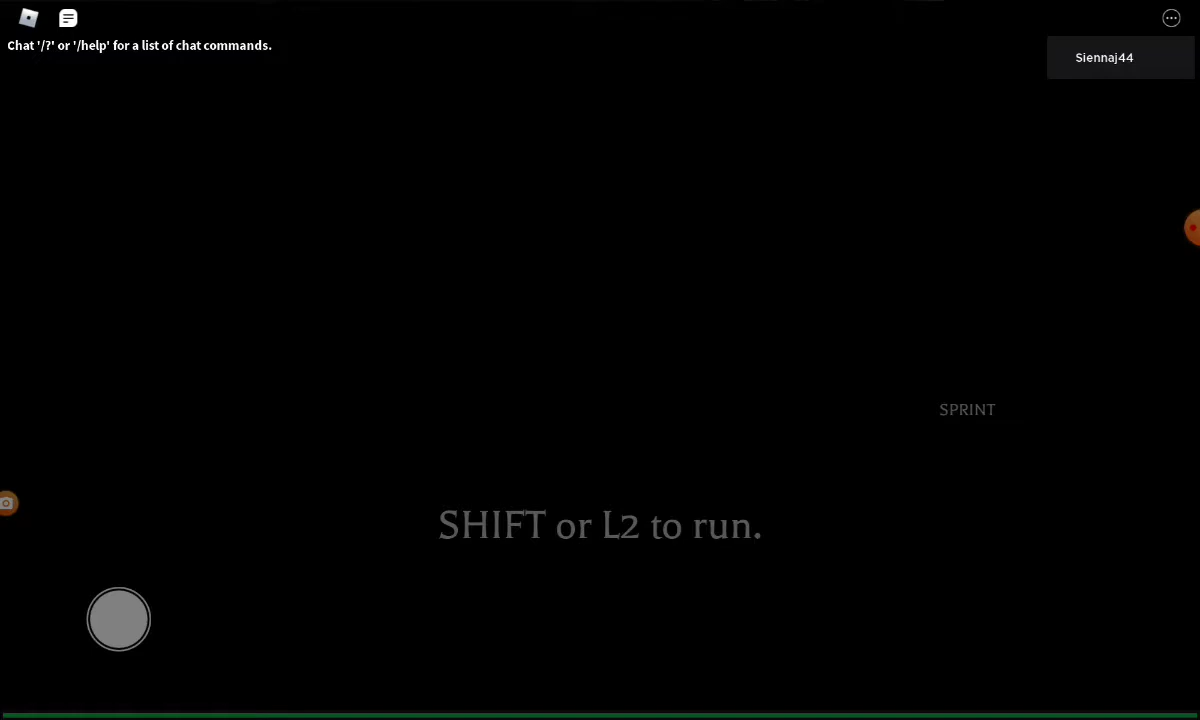 Chat '/?' or '/help' for a list of chat commands.
Siennaj44
SPRINT
SHIFT or L2 to run.